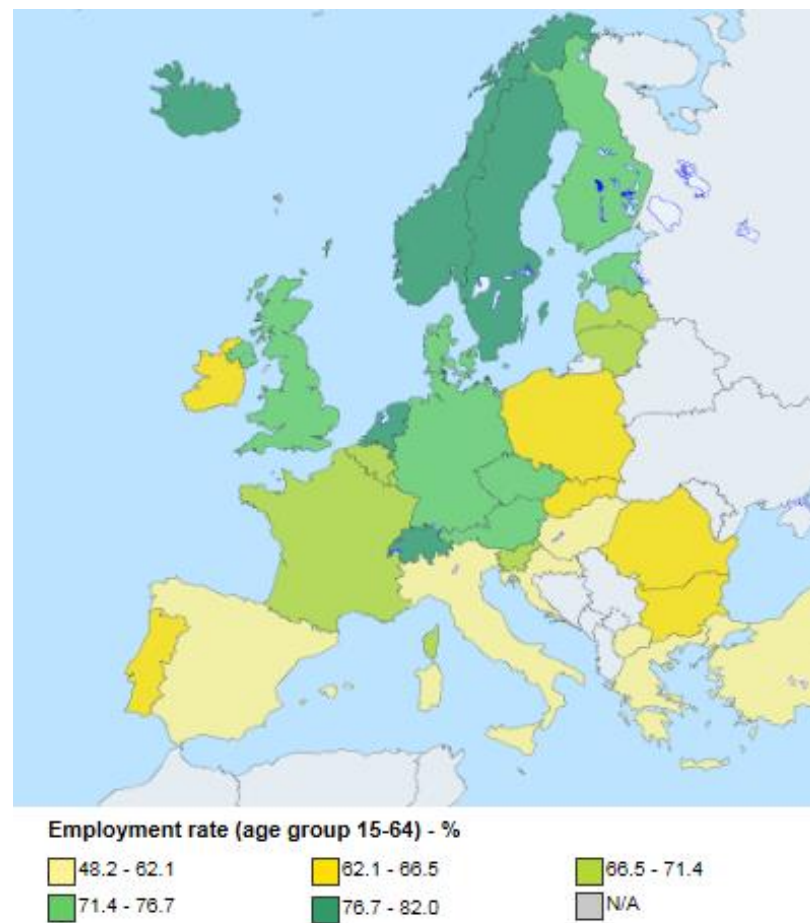 Employment rate (age group 15-64) - %
48.2 - 62.1 62.1 - 66.5 66.5 - 71.4
71.4 - 76.7 76.7 - 82.0 N/A